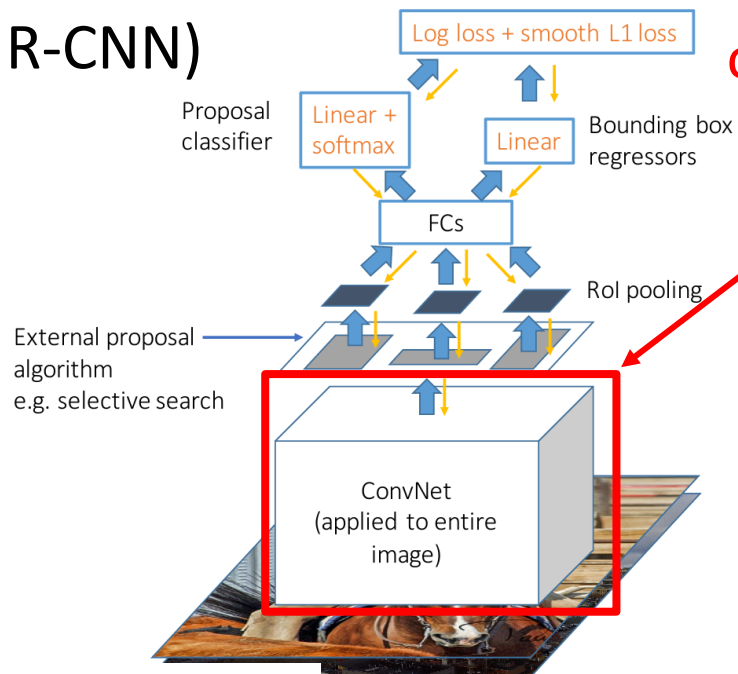 R-CNN)
Log loss + smooth L1 loss
Proposal
classifier
Linear +
softmax
Linear
Bounding box
regressors
FCs
RoI pooling
External proposal
algorithm
e.g. selective search
ConvNet
(applied to entire
image)